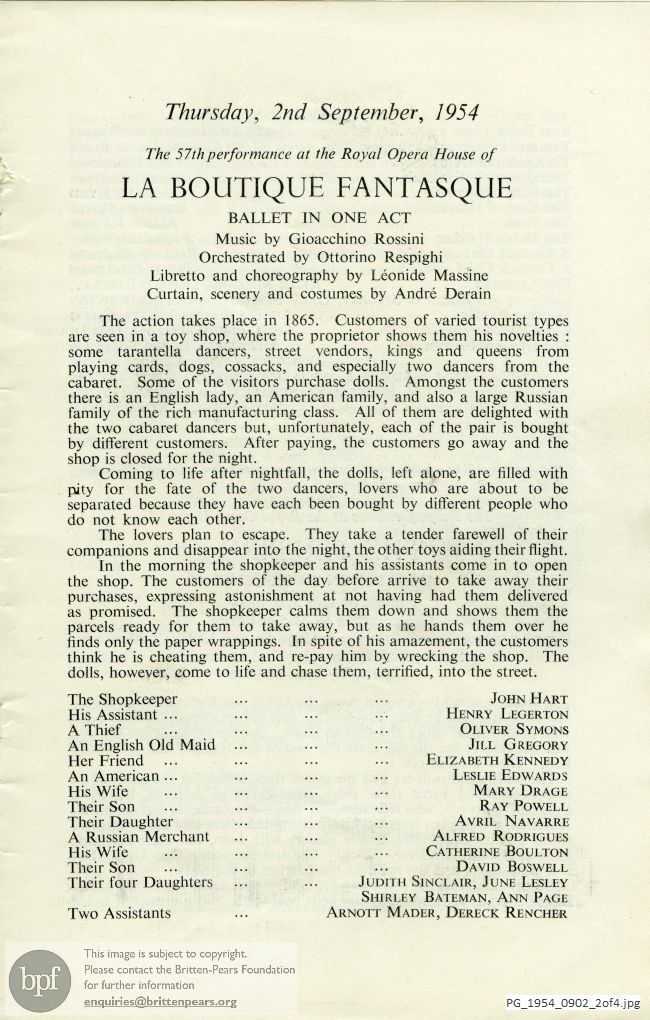 Thursday, 2nd September, 1954
The 57th performance at the Royal Opera House of
LA BOUTIQUE FANTASQUE
BALLET IN ONE ACT
Music by Gioacchino Rossini
Orchestrated by Ottorino Respighi
Libretto and choreography by Léonide Massine
Curtain, scenery and costumes by André Derain
The action takes place in 1865. Customers of varied tourist types
are seen in a toy shop, where the proprietor shows them his novelties :
some tarantella dancers, street vendors, kings and queens from
playing cards, dogs, cossacks, and especially two dancers from the
cabaret. Some of the visitors purchase dolls. Amongst the customers
there is an English lady, an American family, and also a large Russian
family of the rich manufacturing class. All of them are delighted with
the two cabaret dancers but, unfortunately, each of the pair is bought
by different customers. After paying, the customers go away and the
shop is closed for the night.
Coming to life after nightfall, the dolls, left alone, are filled with
pity for the fate of the two dancers, lovers who are about to be
separated because they have each been bought by different people who
do not know each other.
The lovers plan to escape. They take a tender farewell of their
companions and disappear into the night, the other toys aiding their flight.
In the morning the shopkeeper and his assistants come in to open
the shop. The customers of the day before arrive to take away their
purchases, expressing astonishment at not having had them delivered
as promised. The shopkeeper calms them down and shows them the
parcels ready for them to take away, but as he hands them over he
finds only the paper wrappings. In spite of his amazement, the customers
think he is cheating them, and re-pay him by wrecking the shop. The
dolls, however, come to life and chase them, terrified, into the street.
The Shopkeeper ... ... ... JOHN HART
His Assistant ... ... ... ... HENRY LEGERTON
A Thief ... ... ... ... OLIVER SYMONS
An English Old Maid ... ... ... JILL GREGORY
Her Friend ... ... ... ... ELIZABETH KENNEDY
An American ... ... ... ... LESLIE EDWARDS
His Wife ... ... ... ... MARY DRAGE
Their Son ... ... ... ... RAY POWELL
Their Daughter ... ... ... AVRIL NAVARRE
A Russian Merchant ... ... ... ALFRED RODRIGUES
His Wife ... ... ... ... CATHERINE BOULTON
Their Son ... ... ... ... DAVID BOSWELL
Their four Daughters ... ... JUDITH SINCLAIR, JUNE LESLEY
SHIRLEY BATEMAN, ANN PAGE
Two Assistants ... ARNOTT MADER, DERECK RENCHER
bpf
This image is subject to copyright.
Please contact the Britten-Pears Foundation
for further information
enquiries@brittenpears.org
PG_1954_0902_2of4.jpg